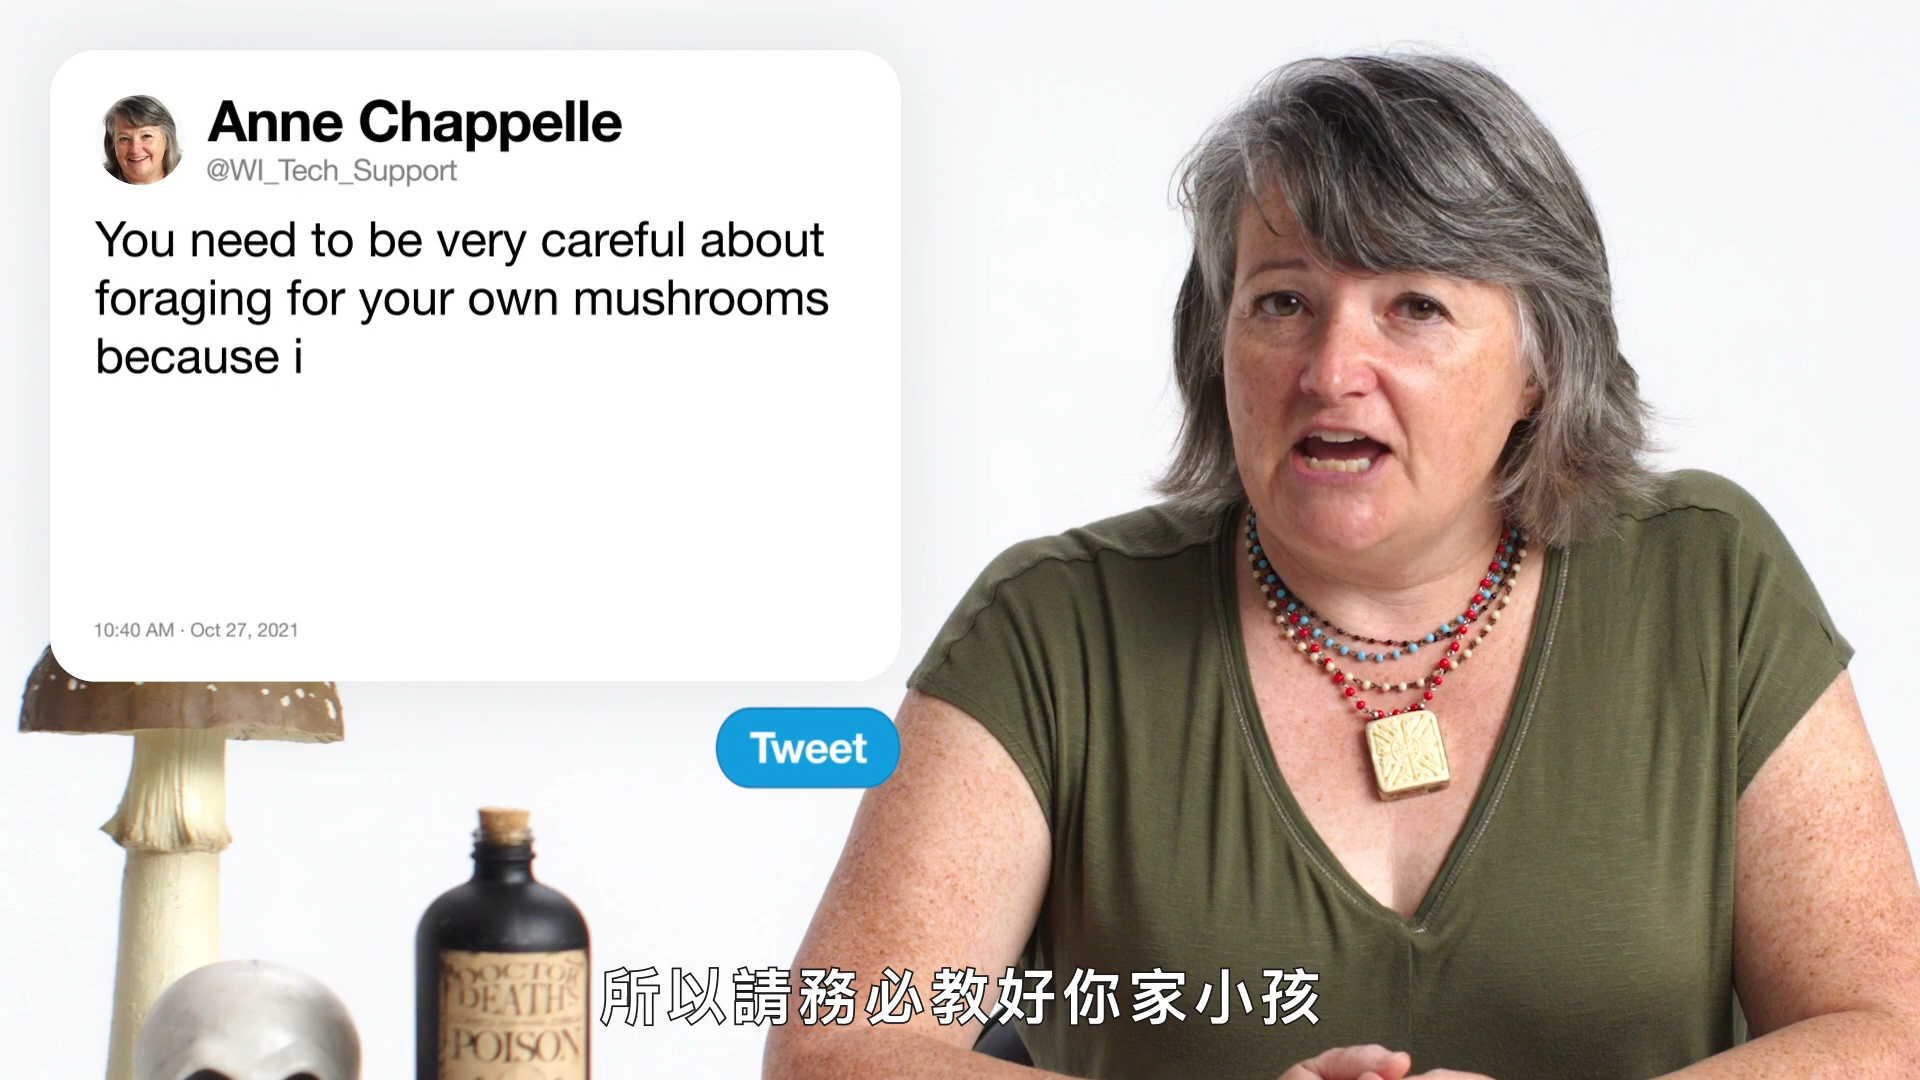 Anne Chappelle
@WI_Tech_Support
You need to be very careful about
foraging for your own mushrooms
because i
10:40 AM · Oct 27, 2021
Tweet
DOCTOR
DEATH'S
POISON
所以請務必教好你家小孩